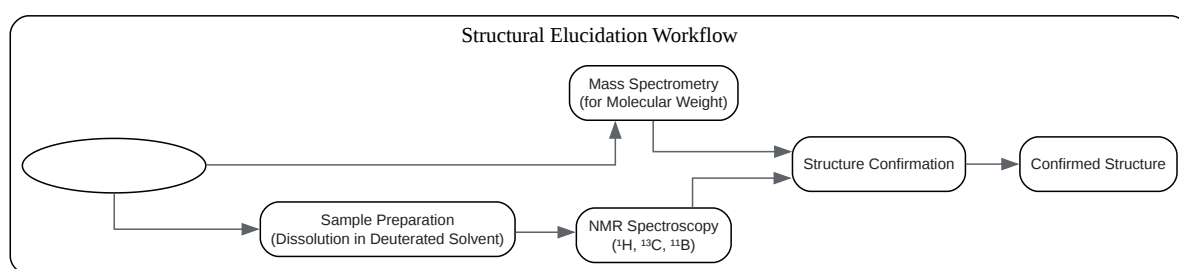 Structural Elucidation Workflow
Mass Spectrometry
(for Molecular Weight)
Structure Confirmation
Confirmed Structure
Sample Preparation
(Dissolution in Deuterated Solvent)
NMR Spectroscopy
(¹H, ¹³C, ¹¹B)